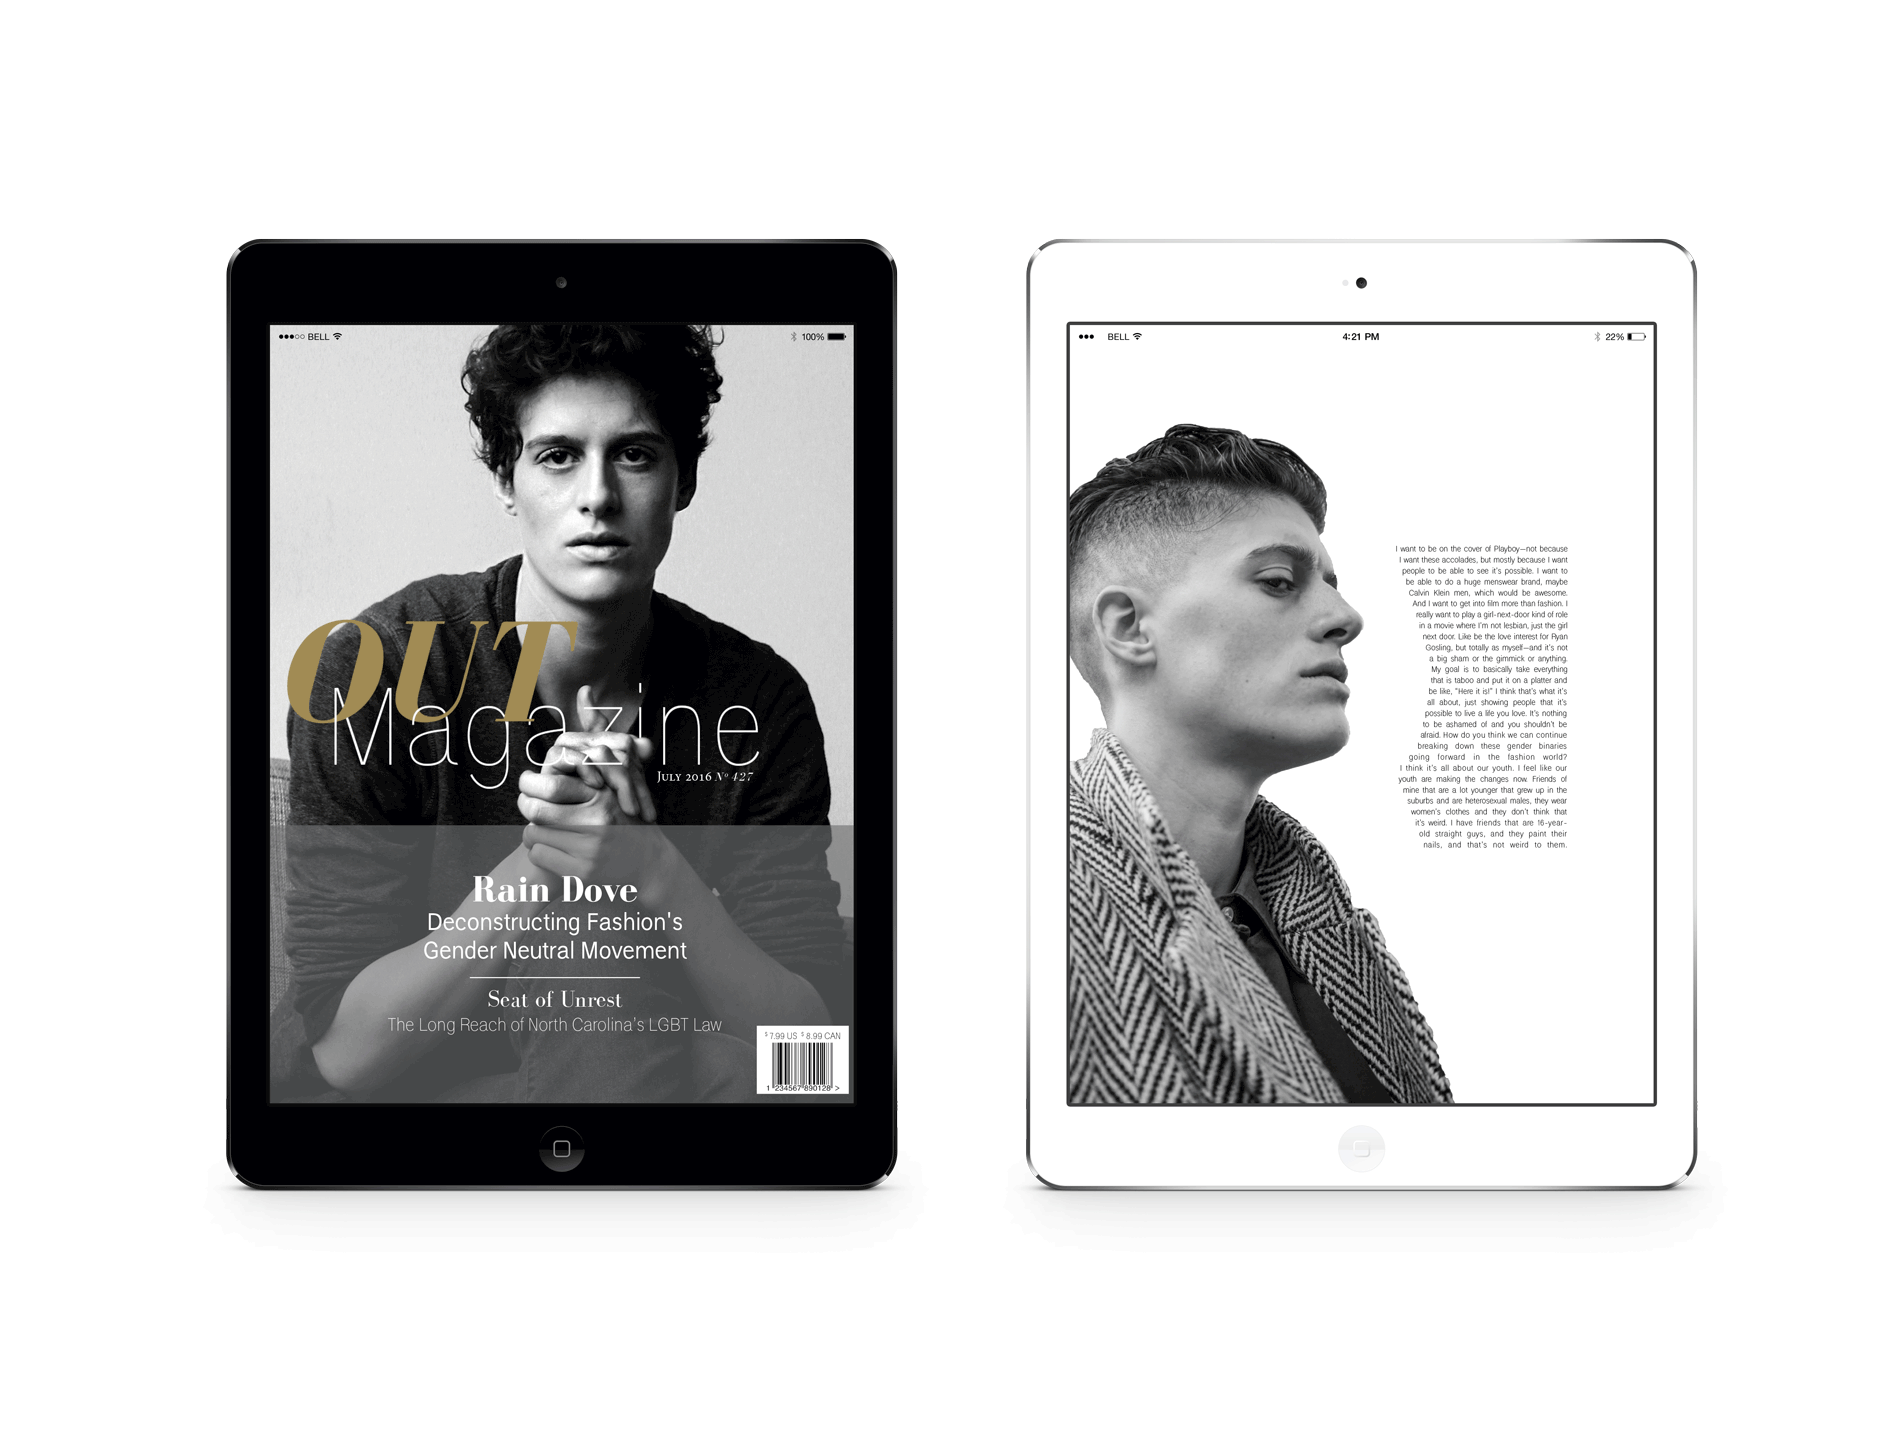 BELL
100%
OUT
Magazine
JULY 2016 Nº 427
Rain Dove
Deconstructing Fashion's
Gender Neutral Movement
Seat of Unrest
The Long Reach of North Carolina's LGBT Law
$ 7.99 US $ 8.99 CAN
1 234567 890128 >
BELL
4:21 PM
22%
I want to be on the cover of Playboy—not because
I want these accolades, but mostly because I want
people to be able to see it's possible. I want to
be able to do a huge menswear brand, maybe
Calvin Klein men, which would be awesome.
And I want to get into film more than fashion. I
really want to play a girl-next-door kind of role
in a movie where I'm not lesbian, just the girl
next door. Like be the love interest for Ryan
Gosling, but totally as myself—and it's not
a big sham or the gimmick or anything.
My goal is to basically take everything
that is taboo and put it on a platter and
be like, "Here it is!" I think that's what it's
all about, just showing people that it's
possible to live a life you love. It's nothing
to be ashamed of and you shouldn't be
afraid. How do you think we can continue
breaking down these gender binaries
going forward in the fashion world?
I think it's all about our youth. I feel like our
youth are making the changes now. Friends of
mine that are a lot younger that grew up in the
suburbs and are heterosexual males, they wear
women's clothes and they don't think that
it's weird. I have friends that are 16-year-
old straight guys, and they paint their
nails, and that's not weird to them.